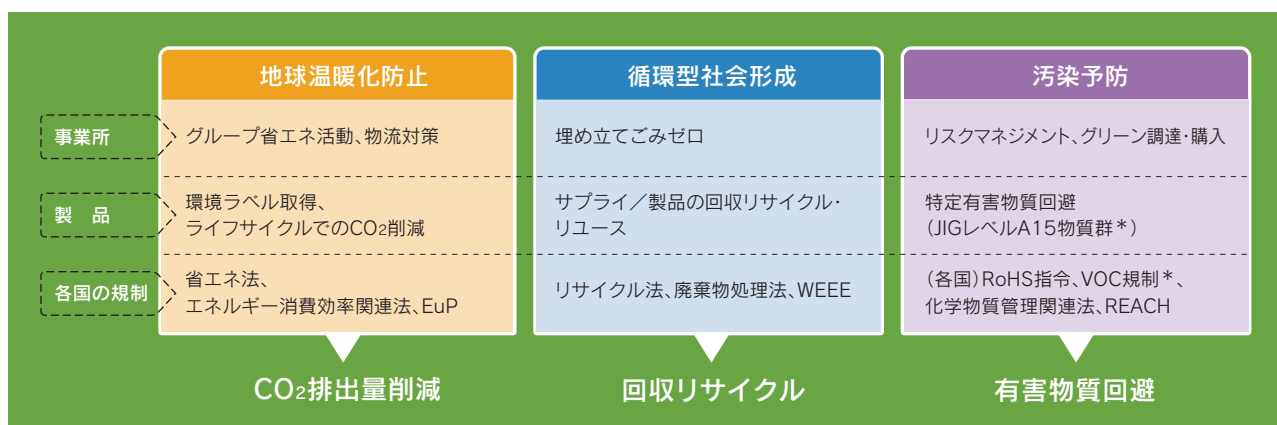 地球温暖化防止
循環型社会形成
汚染予防
事業所
グループ省エネ活動、物流対策
埋め立てごみゼロ
リスクマネジメント、グリーン調達・購入
製 品
環境ラベル取得、
ライフサイクルでのCO2削減
サプライ／製品の回収リサイクル・
リユース
特定有害物質回避
(JIGレベルA15物質群＊)
各国の規制
省エネ法、
エネルギー消費効率関連法、EuP
リサイクル法、廃棄物処理法、WEEE
(各国)RoHS指令、VOC規制＊、
化学物質管理関連法、REACH
CO2排出量削減
回収リサイクル
有害物質回避